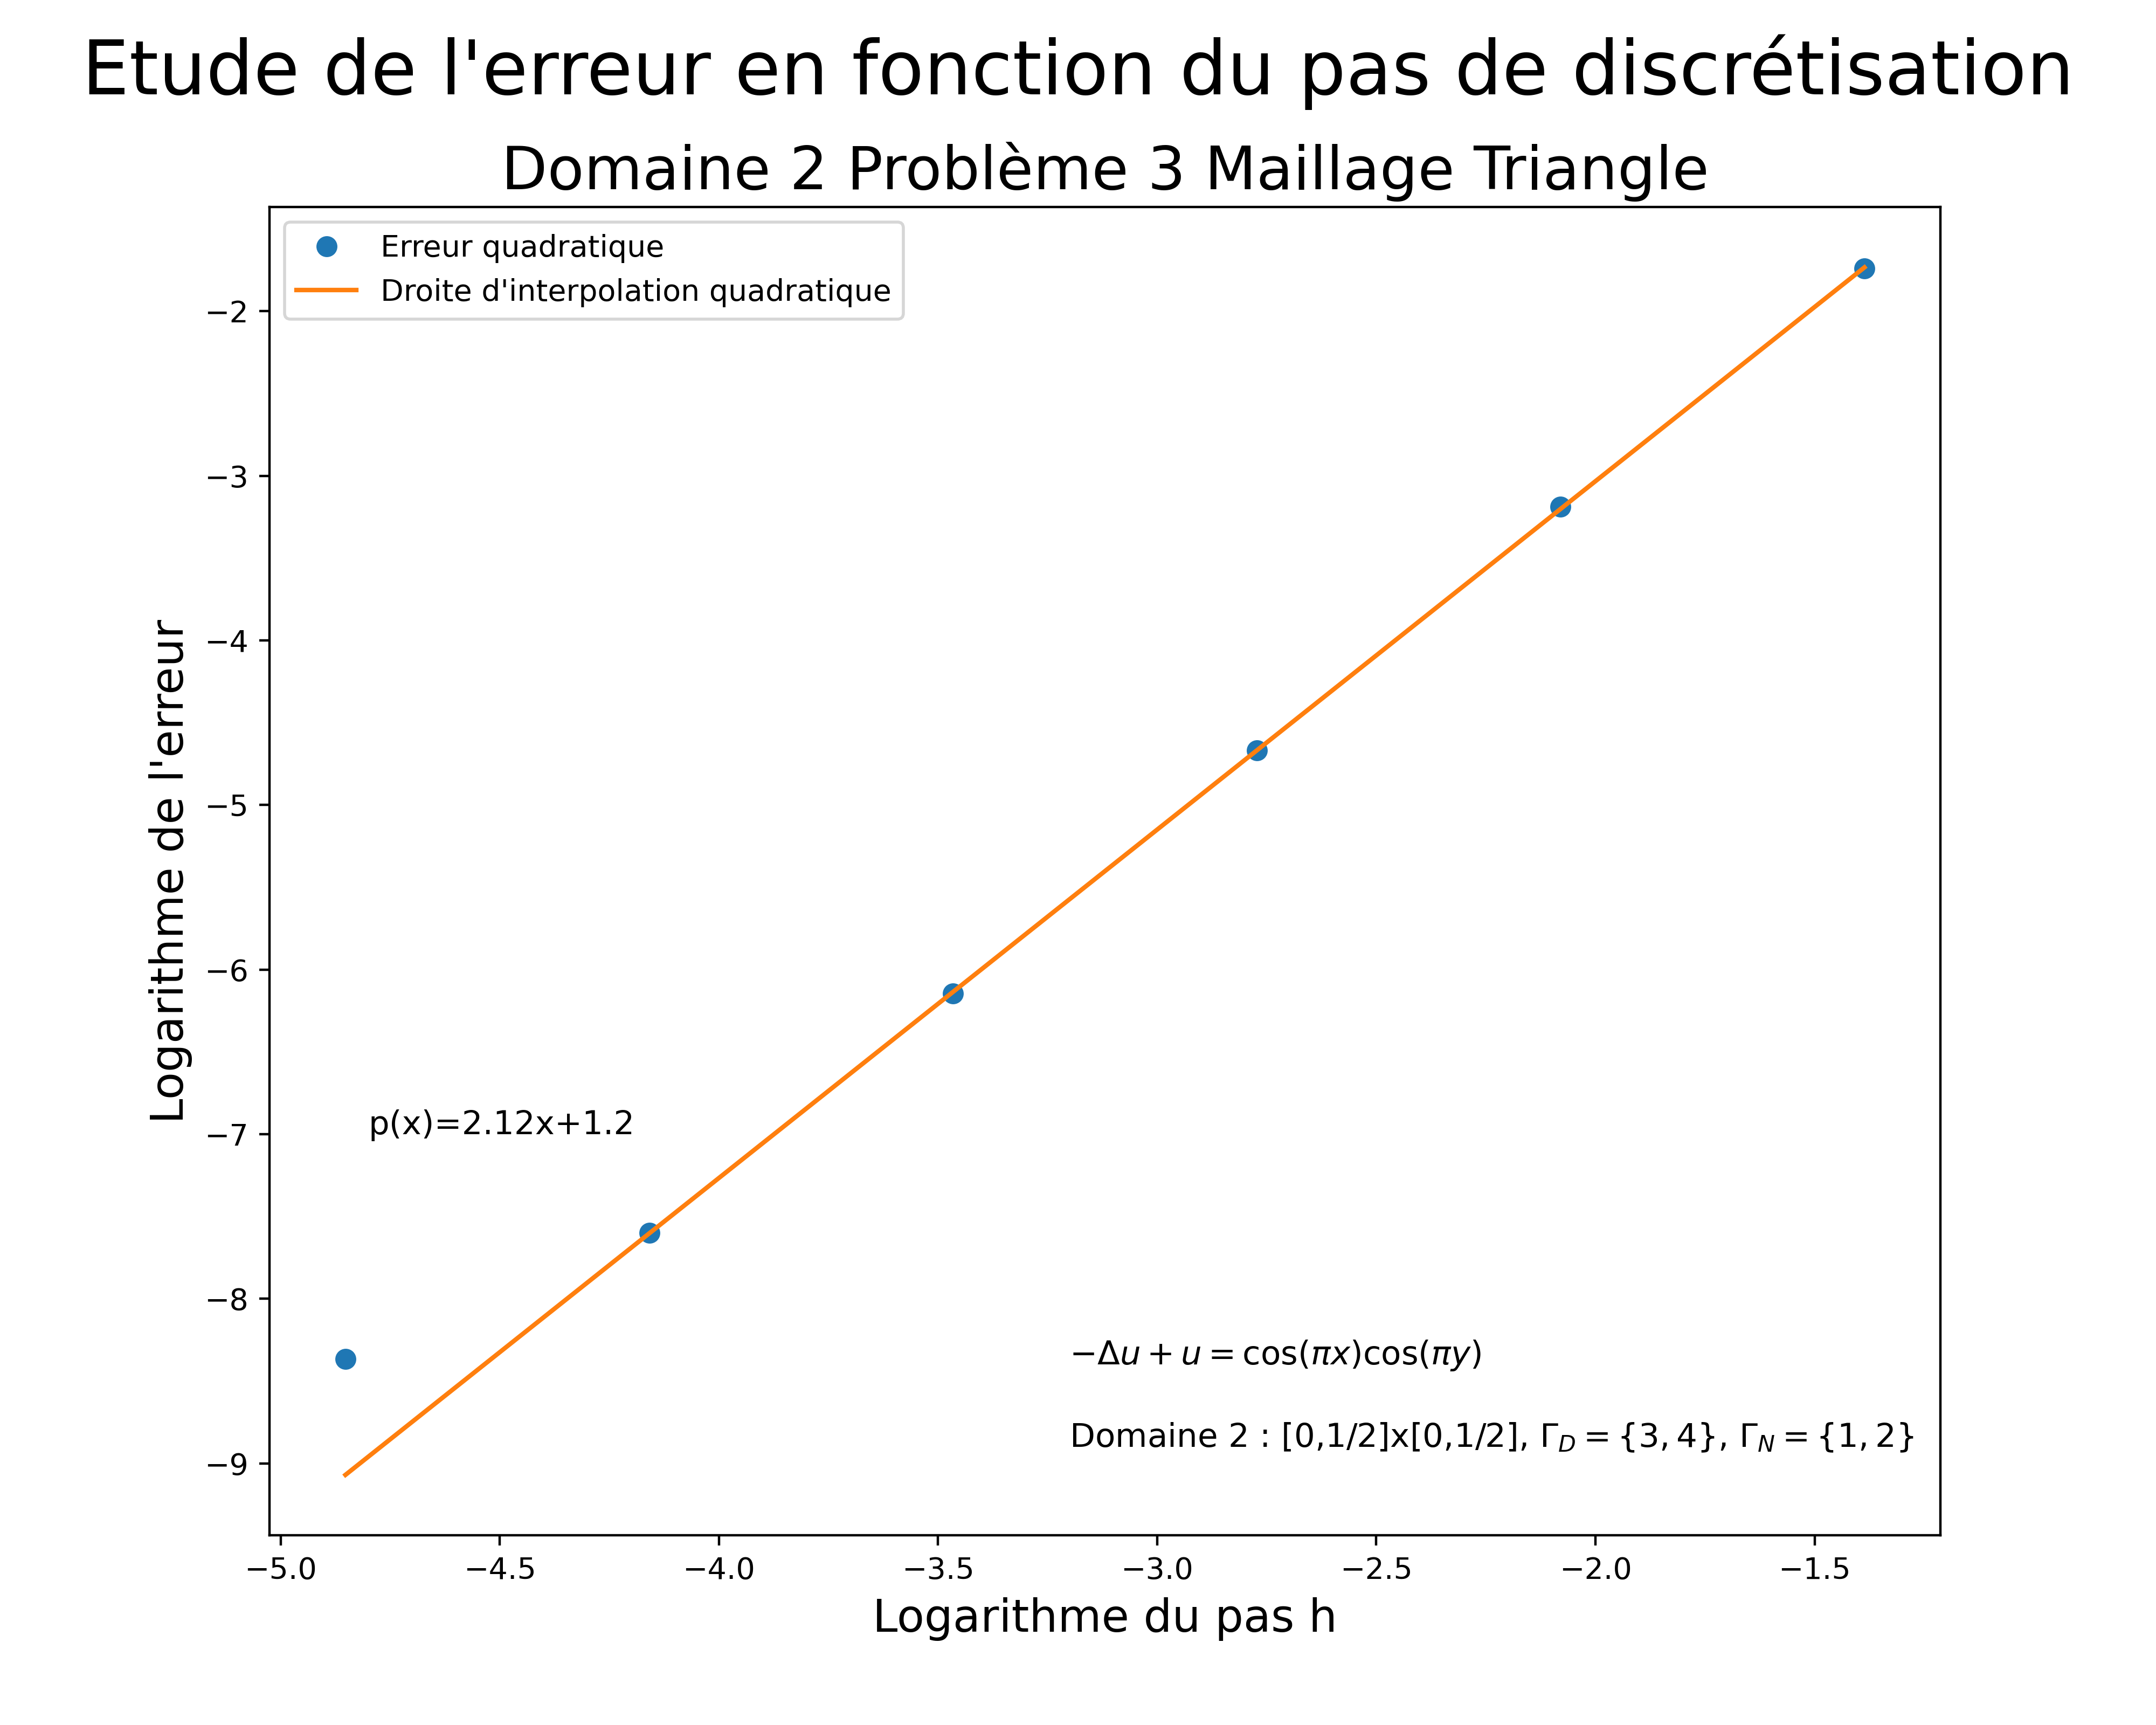 Etude de l'erreur en fonction du pas de discrétisation
Domaine 2 Problème 3 Maillage Triangle
Erreur quadratique
Droite d'interpolation quadratique
−2
−3
−4
−5
−6
−7
−8
−9
Logarithme de l'erreur
p(x)=2.12x+1.2
−Δu + u = cos(πx)cos(πy)
Domaine 2 : [0,1/2]x[0,1/2], Γ_D = {3, 4}, Γ_N = {1, 2}
−5.0 −4.5 −4.0 −3.5 −3.0 −2.5 −2.0 −1.5
Logarithme du pas h